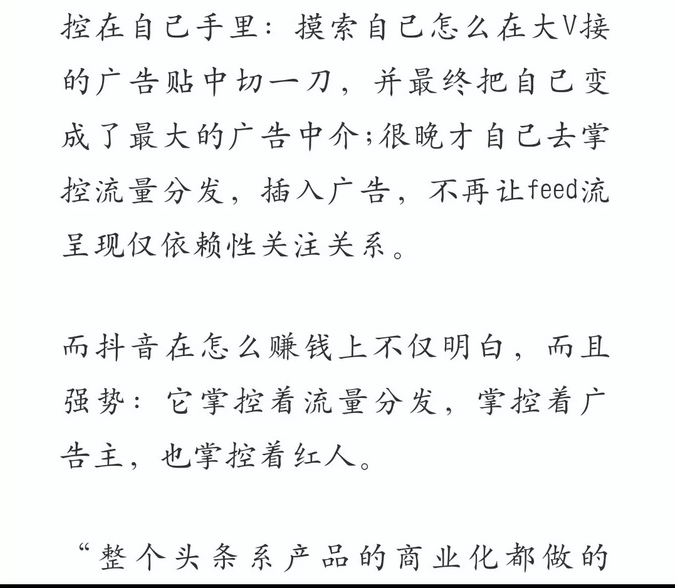 控在自己手里：摸索自己怎么在大V接
的广告贴中切一刀，并最终把自己变
成了最大的广告中介;很晚才自己去掌
控流量分发，插入广告，不再让feed流
呈现仅依赖性关注关系。
而抖音在怎么赚钱上不仅明白，而且
强势：它掌控着流量分发，掌控着广
告主，也掌控着红人。
“整个头条系产品的商业化都做的